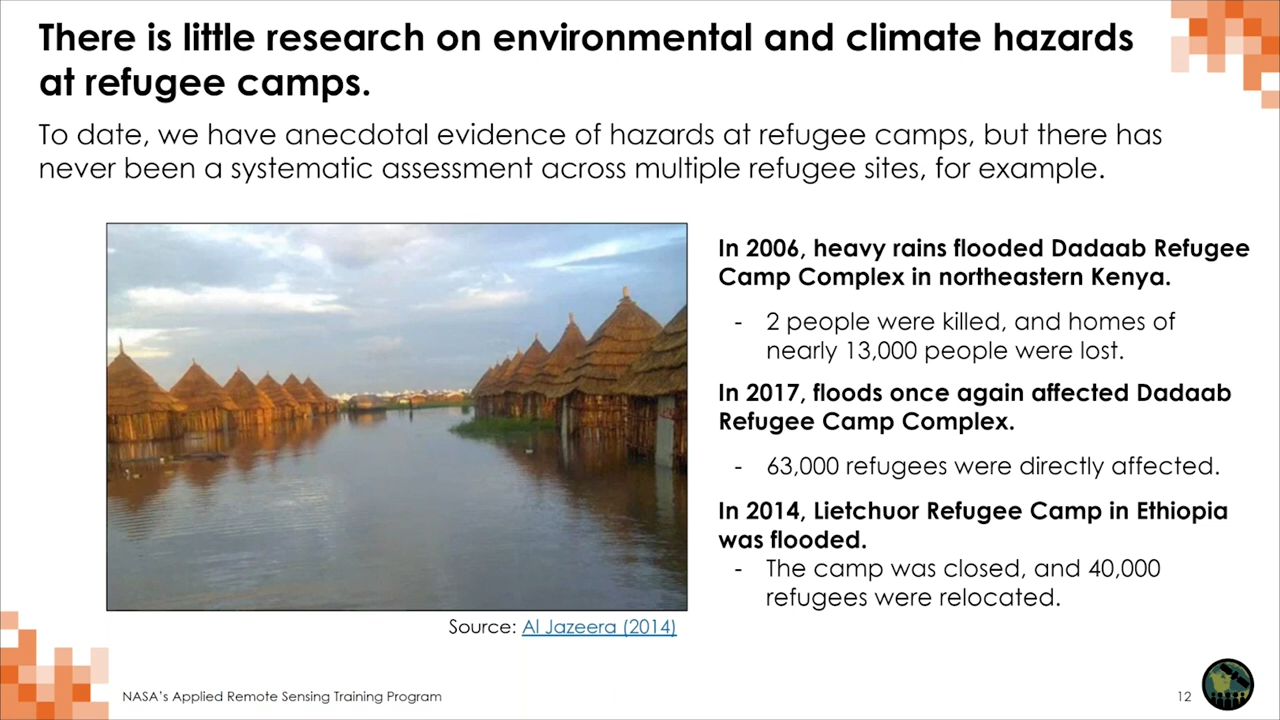 There is little research on environmental and climate hazards
at refugee camps.
To date, we have anecdotal evidence of hazards at refugee camps, but there has
never been a systematic assessment across multiple refugee sites, for example.
In 2006, heavy rains flooded Dadaab Refugee
Camp Complex in northeastern Kenya.
- 2 people were killed, and homes of
nearly 13,000 people were lost.
In 2017, floods once again affected Dadaab
Refugee Camp Complex.
- 63,000 refugees were directly affected.
In 2014, Lietchuor Refugee Camp in Ethiopia
was flooded.
- The camp was closed, and 40,000
refugees were relocated.
Source: Al Jazeera (2014)
NASA's Applied Remote Sensing Training Program
12